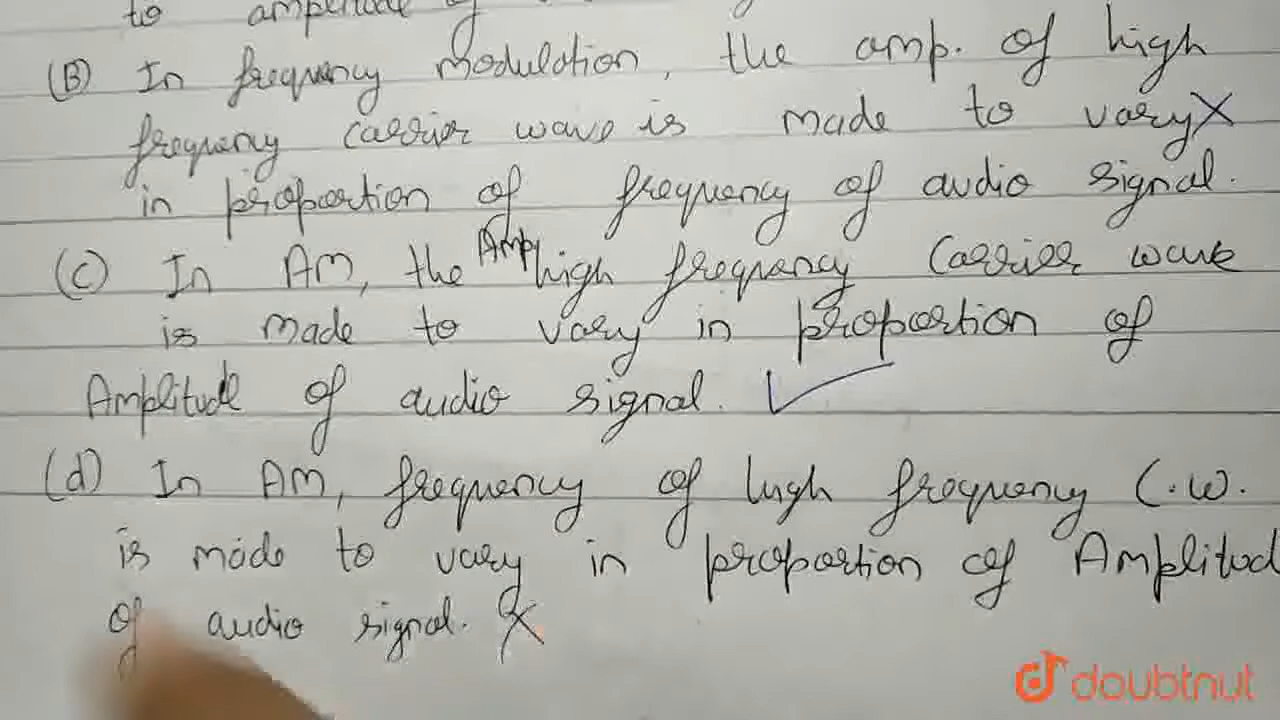 to amplitude of
(B) In frequency modulation, the amp. of high
frequency carrier wave is made to vary X
in proportion of frequency of audio signal.
(C) In AM, the Amp high frequency carrier wave
is made to vary in proportion of
Amplitude of audio signal. ✓
(d) In AM, frequency of high frequency C.W.
is made to vary in proportion of Amplitud
of audio signal. X
doubtnut